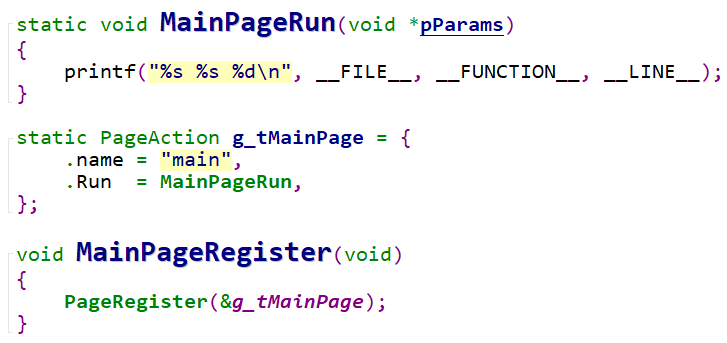 static void MainPageRun(void *pParams)
{
    printf("%s %s %d\n", __FILE__, __FUNCTION__, __LINE__);
}
static PageAction g_tMainPage = {
    .name = "main",
    .Run  = MainPageRun,
};
void MainPageRegister(void)
{
    PageRegister(&g_tMainPage);
}